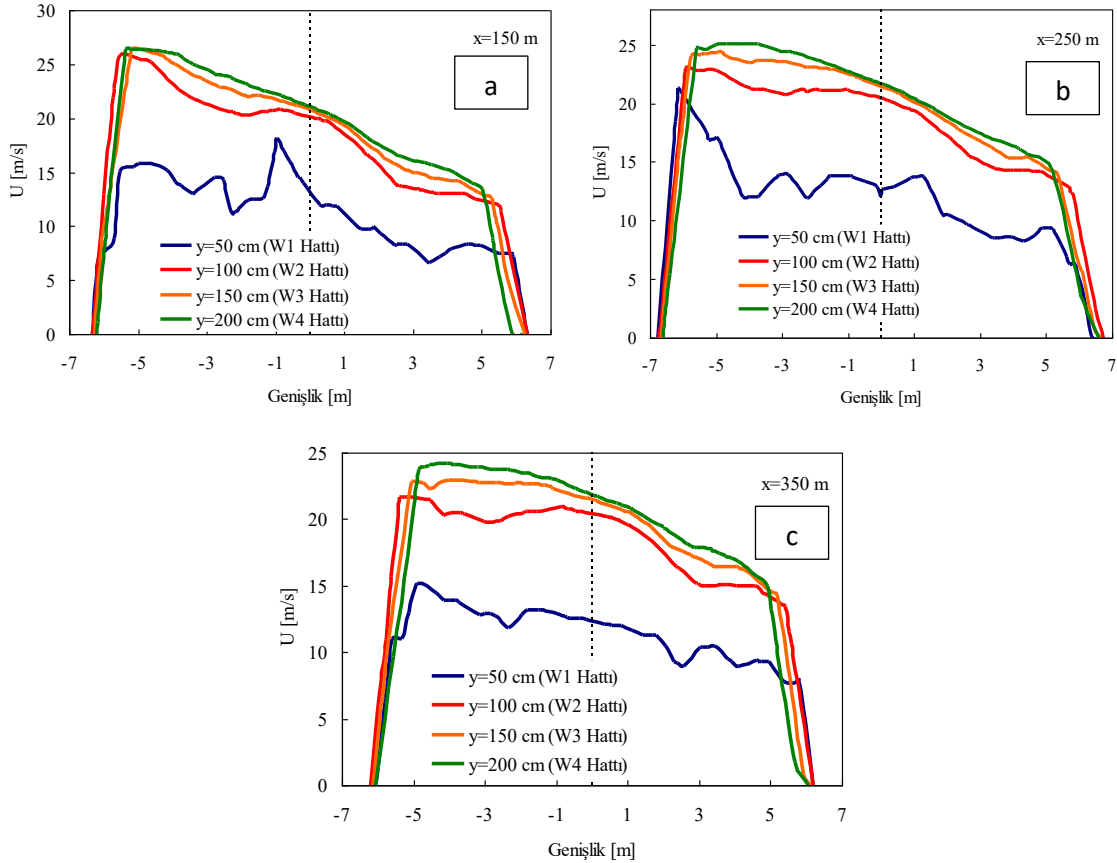 30
25
20
15
10
5
0
U [m/s]
x=150 m
a
y=50 cm (W1 Hattı)
y=100 cm (W2 Hattı)
y=150 cm (W3 Hattı)
y=200 cm (W4 Hattı)
-7 -5 -3 -1 1 3 5 7
Genişlik [m]
25
20
15
10
5
0
U [m/s]
x=250 m
b
y=50 cm (W1 Hattı)
y=100 cm (W2 Hattı)
y=150 cm (W3 Hattı)
y=200 cm (W4 Hattı)
-7 -5 -3 -1 1 3 5 7
Genişlik [m]
25
20
15
10
5
0
U [m/s]
x=350 m
c
y=50 cm (W1 Hattı)
y=100 cm (W2 Hattı)
y=150 cm (W3 Hattı)
y=200 cm (W4 Hattı)
-7 -5 -3 -1 1 3 5 7
Genişlik [m]